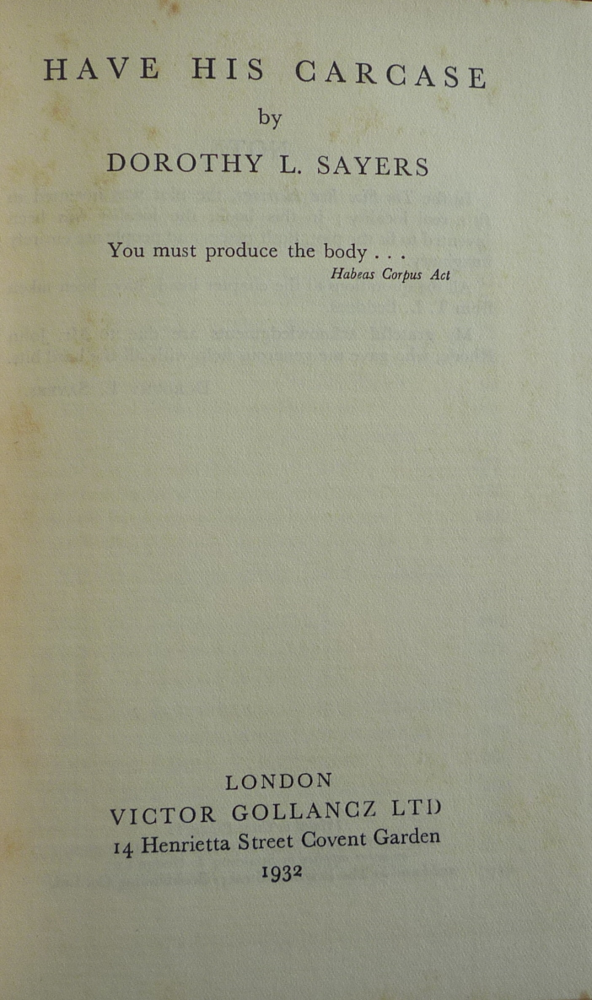 HAVE HIS CARCASE
by
DOROTHY L. SAYERS
You must produce the body . . .
Habeas Corpus Act
LONDON
VICTOR GOLLANCZ LTD
14 Henrietta Street Covent Garden
1932